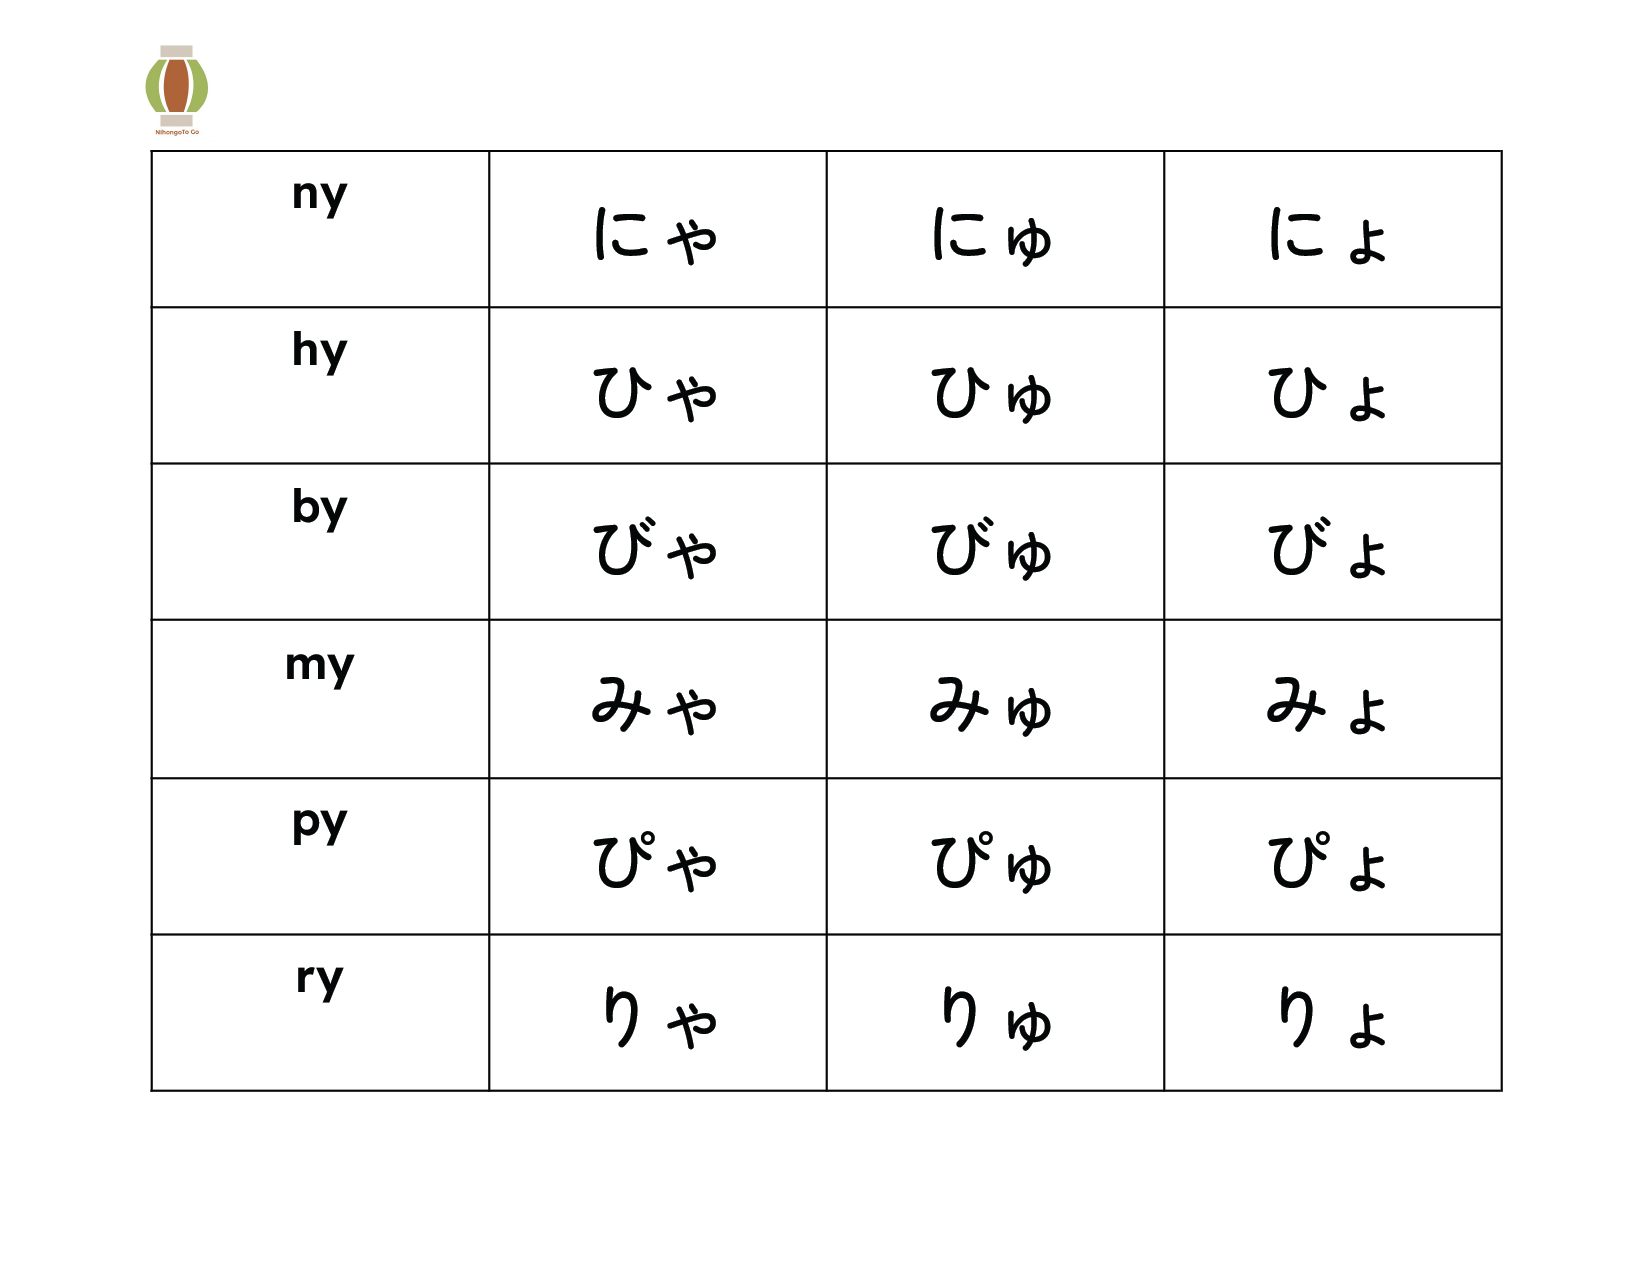 NihongoTo Go
ny にゃ にゅ にょ
hy ひゃ ひゅ ひょ
by びゃ びゅ びょ
my みゃ みゅ みょ
py ぴゃ ぴゅ ぴょ
ry りゃ りゅ りょ